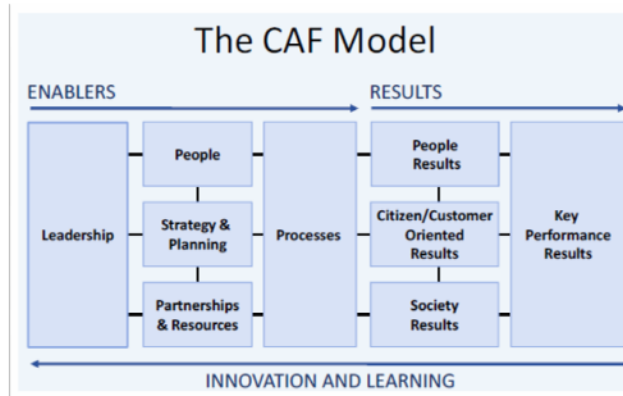 The CAF Model
ENABLERS
RESULTS
Leadership
People
Strategy &
Planning
Partnerships
& Resources
Processes
People
Results
Citizen/Customer
Oriented
Results
Society
Results
Key
Performance
Results
INNOVATION AND LEARNING